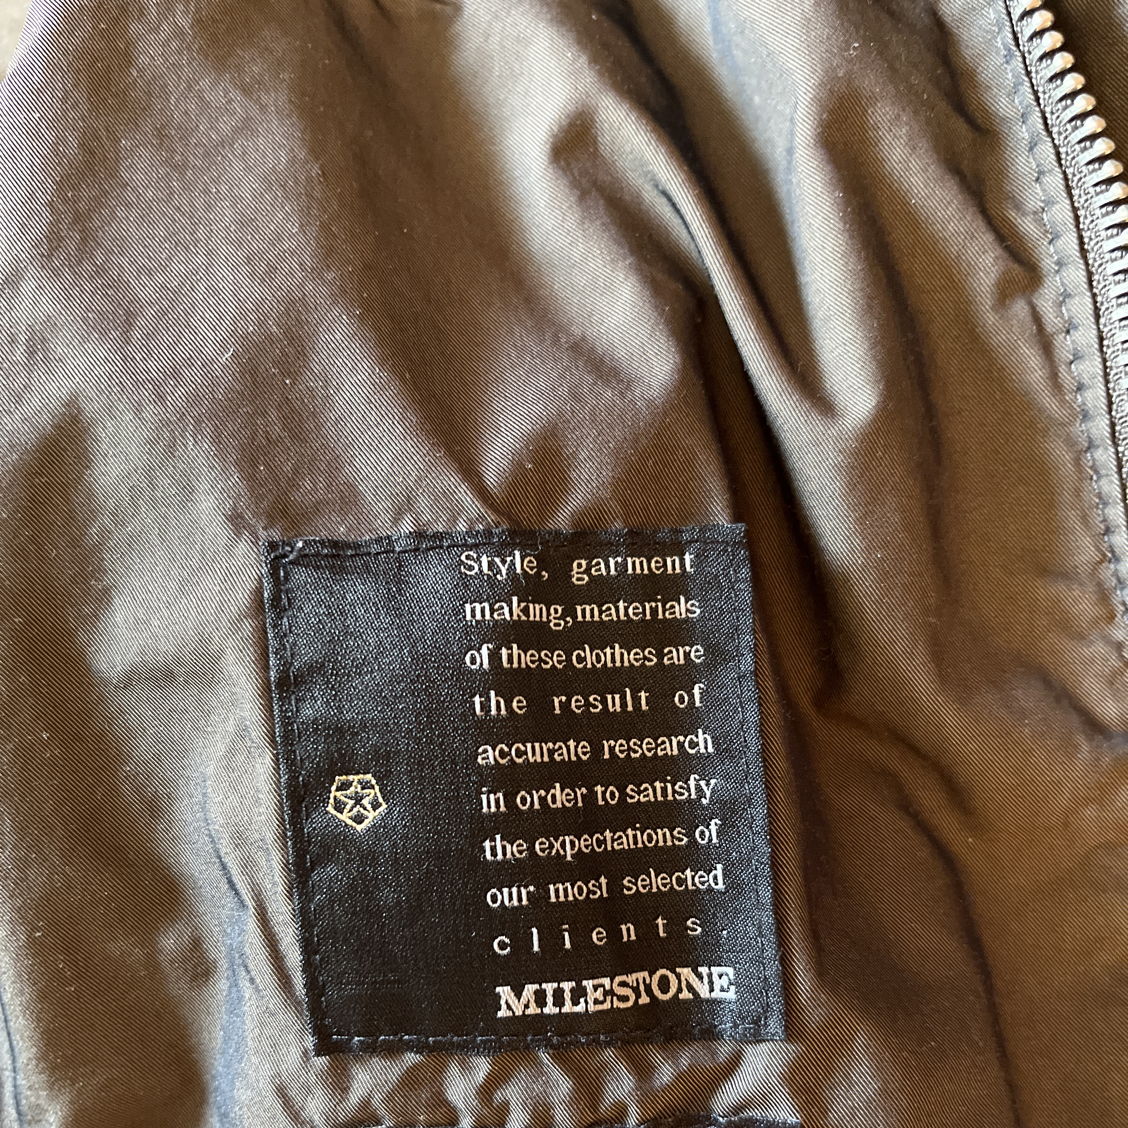 Style, garment
making, materials
of these clothes are
the result of
accurate research
in order to satisfy
the expectations of
our most selected
clients.
MILESTONE